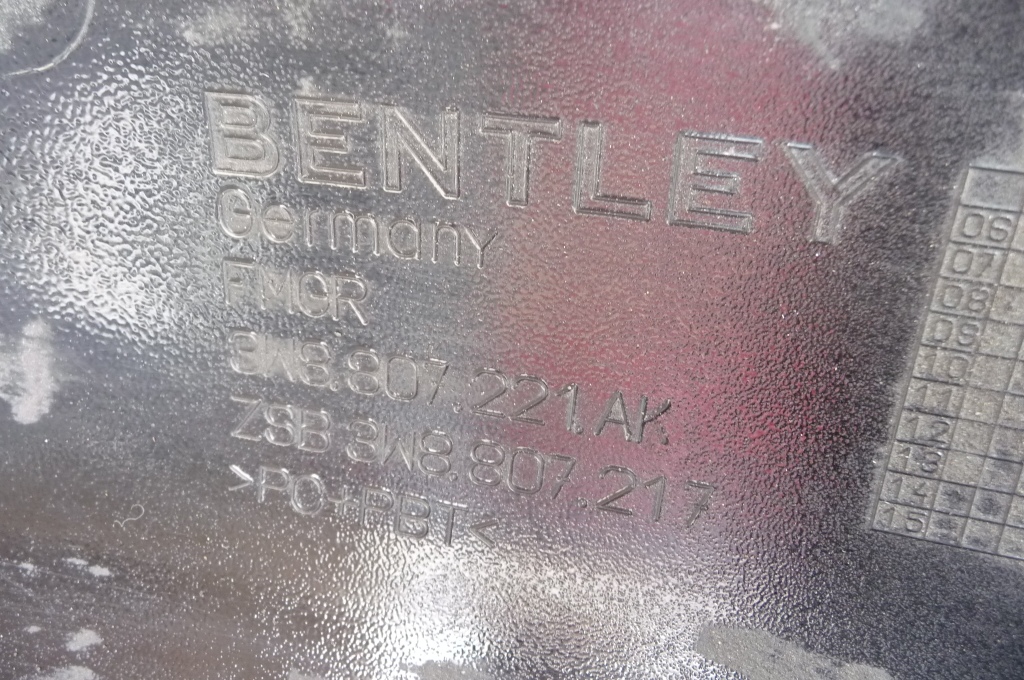 BENTLEY
Germany
FMGR
3W8.807.221.AK
ZSB 3W8.807.217
>PC+PBT<
06
07
08
09
10
11
12
13
14
15